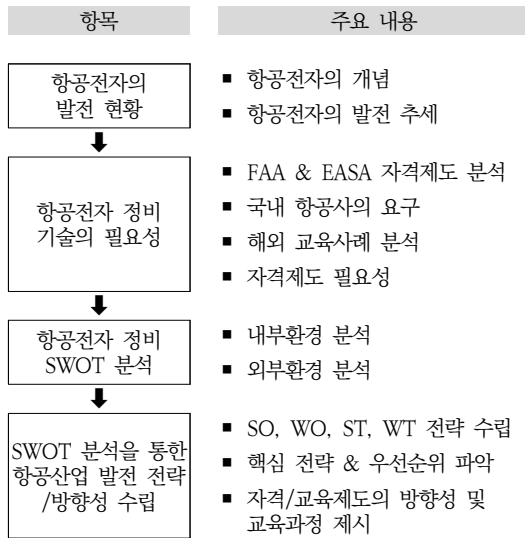 항목
주요 내용
항공전자의
발전 현황
■ 항공전자의 개념
■ 항공전자의 발전 추세
항공전자 정비
기술의 필요성
■ FAA & EASA 자격제도 분석
■ 국내 항공사의 요구
■ 해외 교육사례 분석
■ 자격제도 필요성
항공전자 정비
SWOT 분석
■ 내부환경 분석
■ 외부환경 분석
SWOT 분석을 통한
항공산업 발전 전략
/방향성 수립
■ SO, WO, ST, WT 전략 수립
■ 핵심 전략 & 우선순위 파악
■ 자격/교육제도의 방향성 및
교육과정 제시